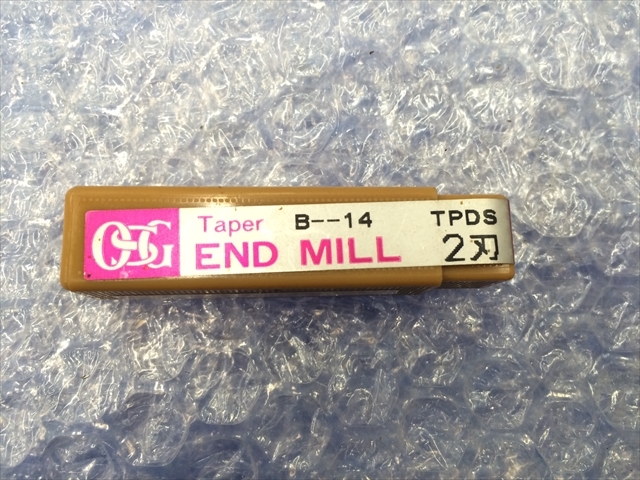 OSG Taper B--14 TPDS
END MILL 2刃